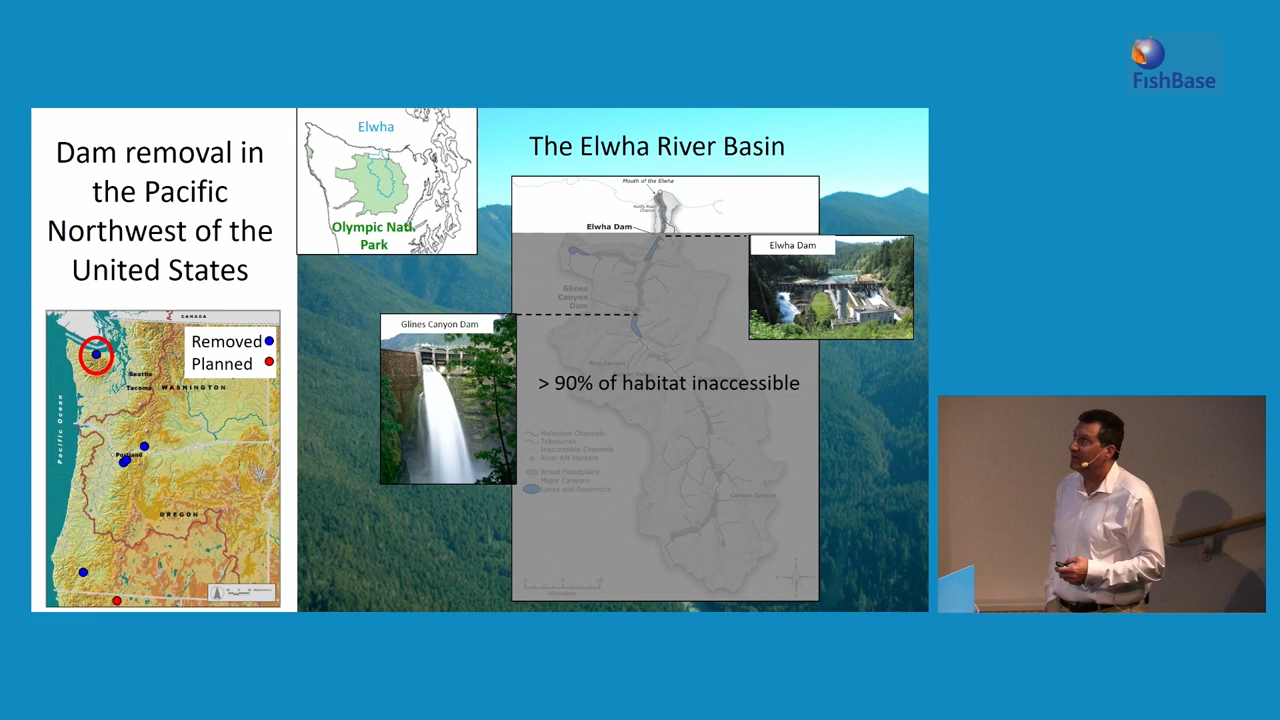 FishBase
Dam removal in
the Pacific
Northwest of the
United States
CANADA
Removed
Planned
Seattle
Tacoma
WASHINGTON
Pacific Ocean
Portland
OREGON
Elwha
Olympic Natl.
Park
The Elwha River Basin
Mouth of the Elwha
Elwha Dam
Elwha Dam
Glines
Canyon
Dam
Glines Canyon Dam
> 90% of habitat inaccessible
Mainstem Channels
Tributaries
Inaccessible Channels
River KM Markers
Broad Floodplains
Major Canyons
Lakes and Reservoirs
Kilometers